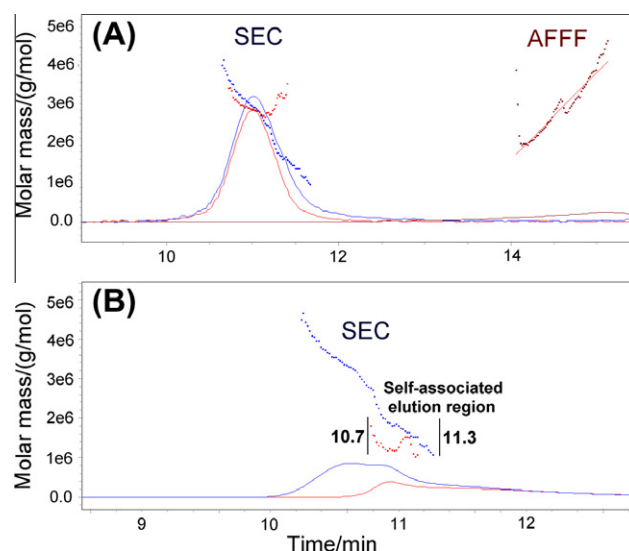 (A)
SEC
AFFF
Molar mass/(g/mol)
5e6
4e6
3e6
2e6
1e6
0.0
10
12
14
(B)
SEC
Self-associated
elution region
10.7
11.3
Molar mass/(g/mol)
5e6
4e6
3e6
2e6
1e6
0.0
9
10
11
12
Time/min